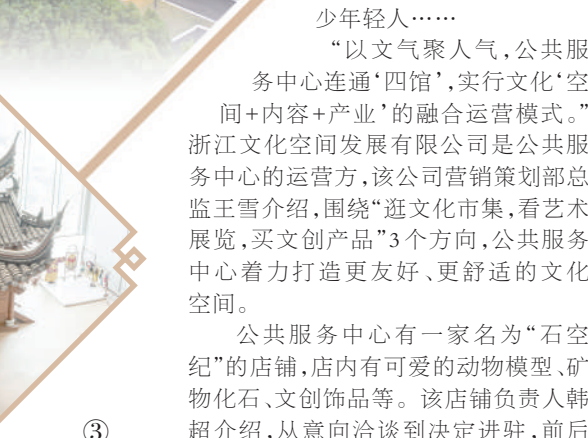 少年轻人……
“以文气聚人气，公共服
务中心连通‘四馆’，实行文化‘空
间+内容+产业’的融合运营模式。”
浙江文化空间发展有限公司是公共服
务中心的运营方，该公司营销策划部总
监王雪介绍，围绕“逛文化市集，看艺术
展览，买文创产品”3个方向，公共服务
中心着力打造更友好、更舒适的文化
空间。
公共服务中心有一家名为“石空
纪”的店铺，店内有可爱的动物模型、矿
物化石、文创饰品等。该店铺负责人韩
超介绍，从意向洽谈到决定进驻，前后
③